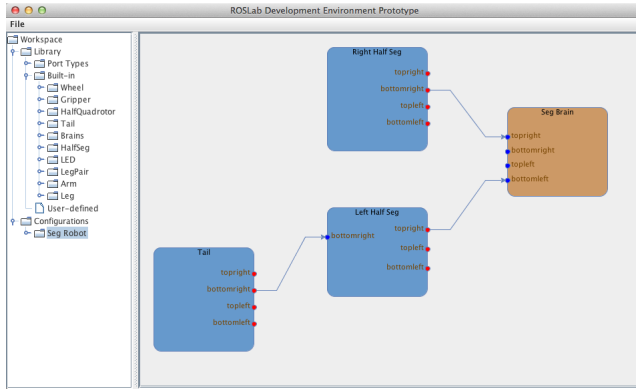 ROSLab Development Environment Prototype
File
Workspace
Library
Port Types
Built-in
Wheel
Gripper
HalfQuadrotor
Tail
Brains
HalfSeg
LED
LegPair
Arm
Leg
User-defined
Configurations
Seg Robot
Right Half Seg
topright
bottomright
topleft
bottomleft
Seg Brain
topright
bottomright
topleft
bottomleft
Left Half Seg
topright
bottomright
topleft
bottomleft
Tail
topright
bottomright
topleft
bottomleft